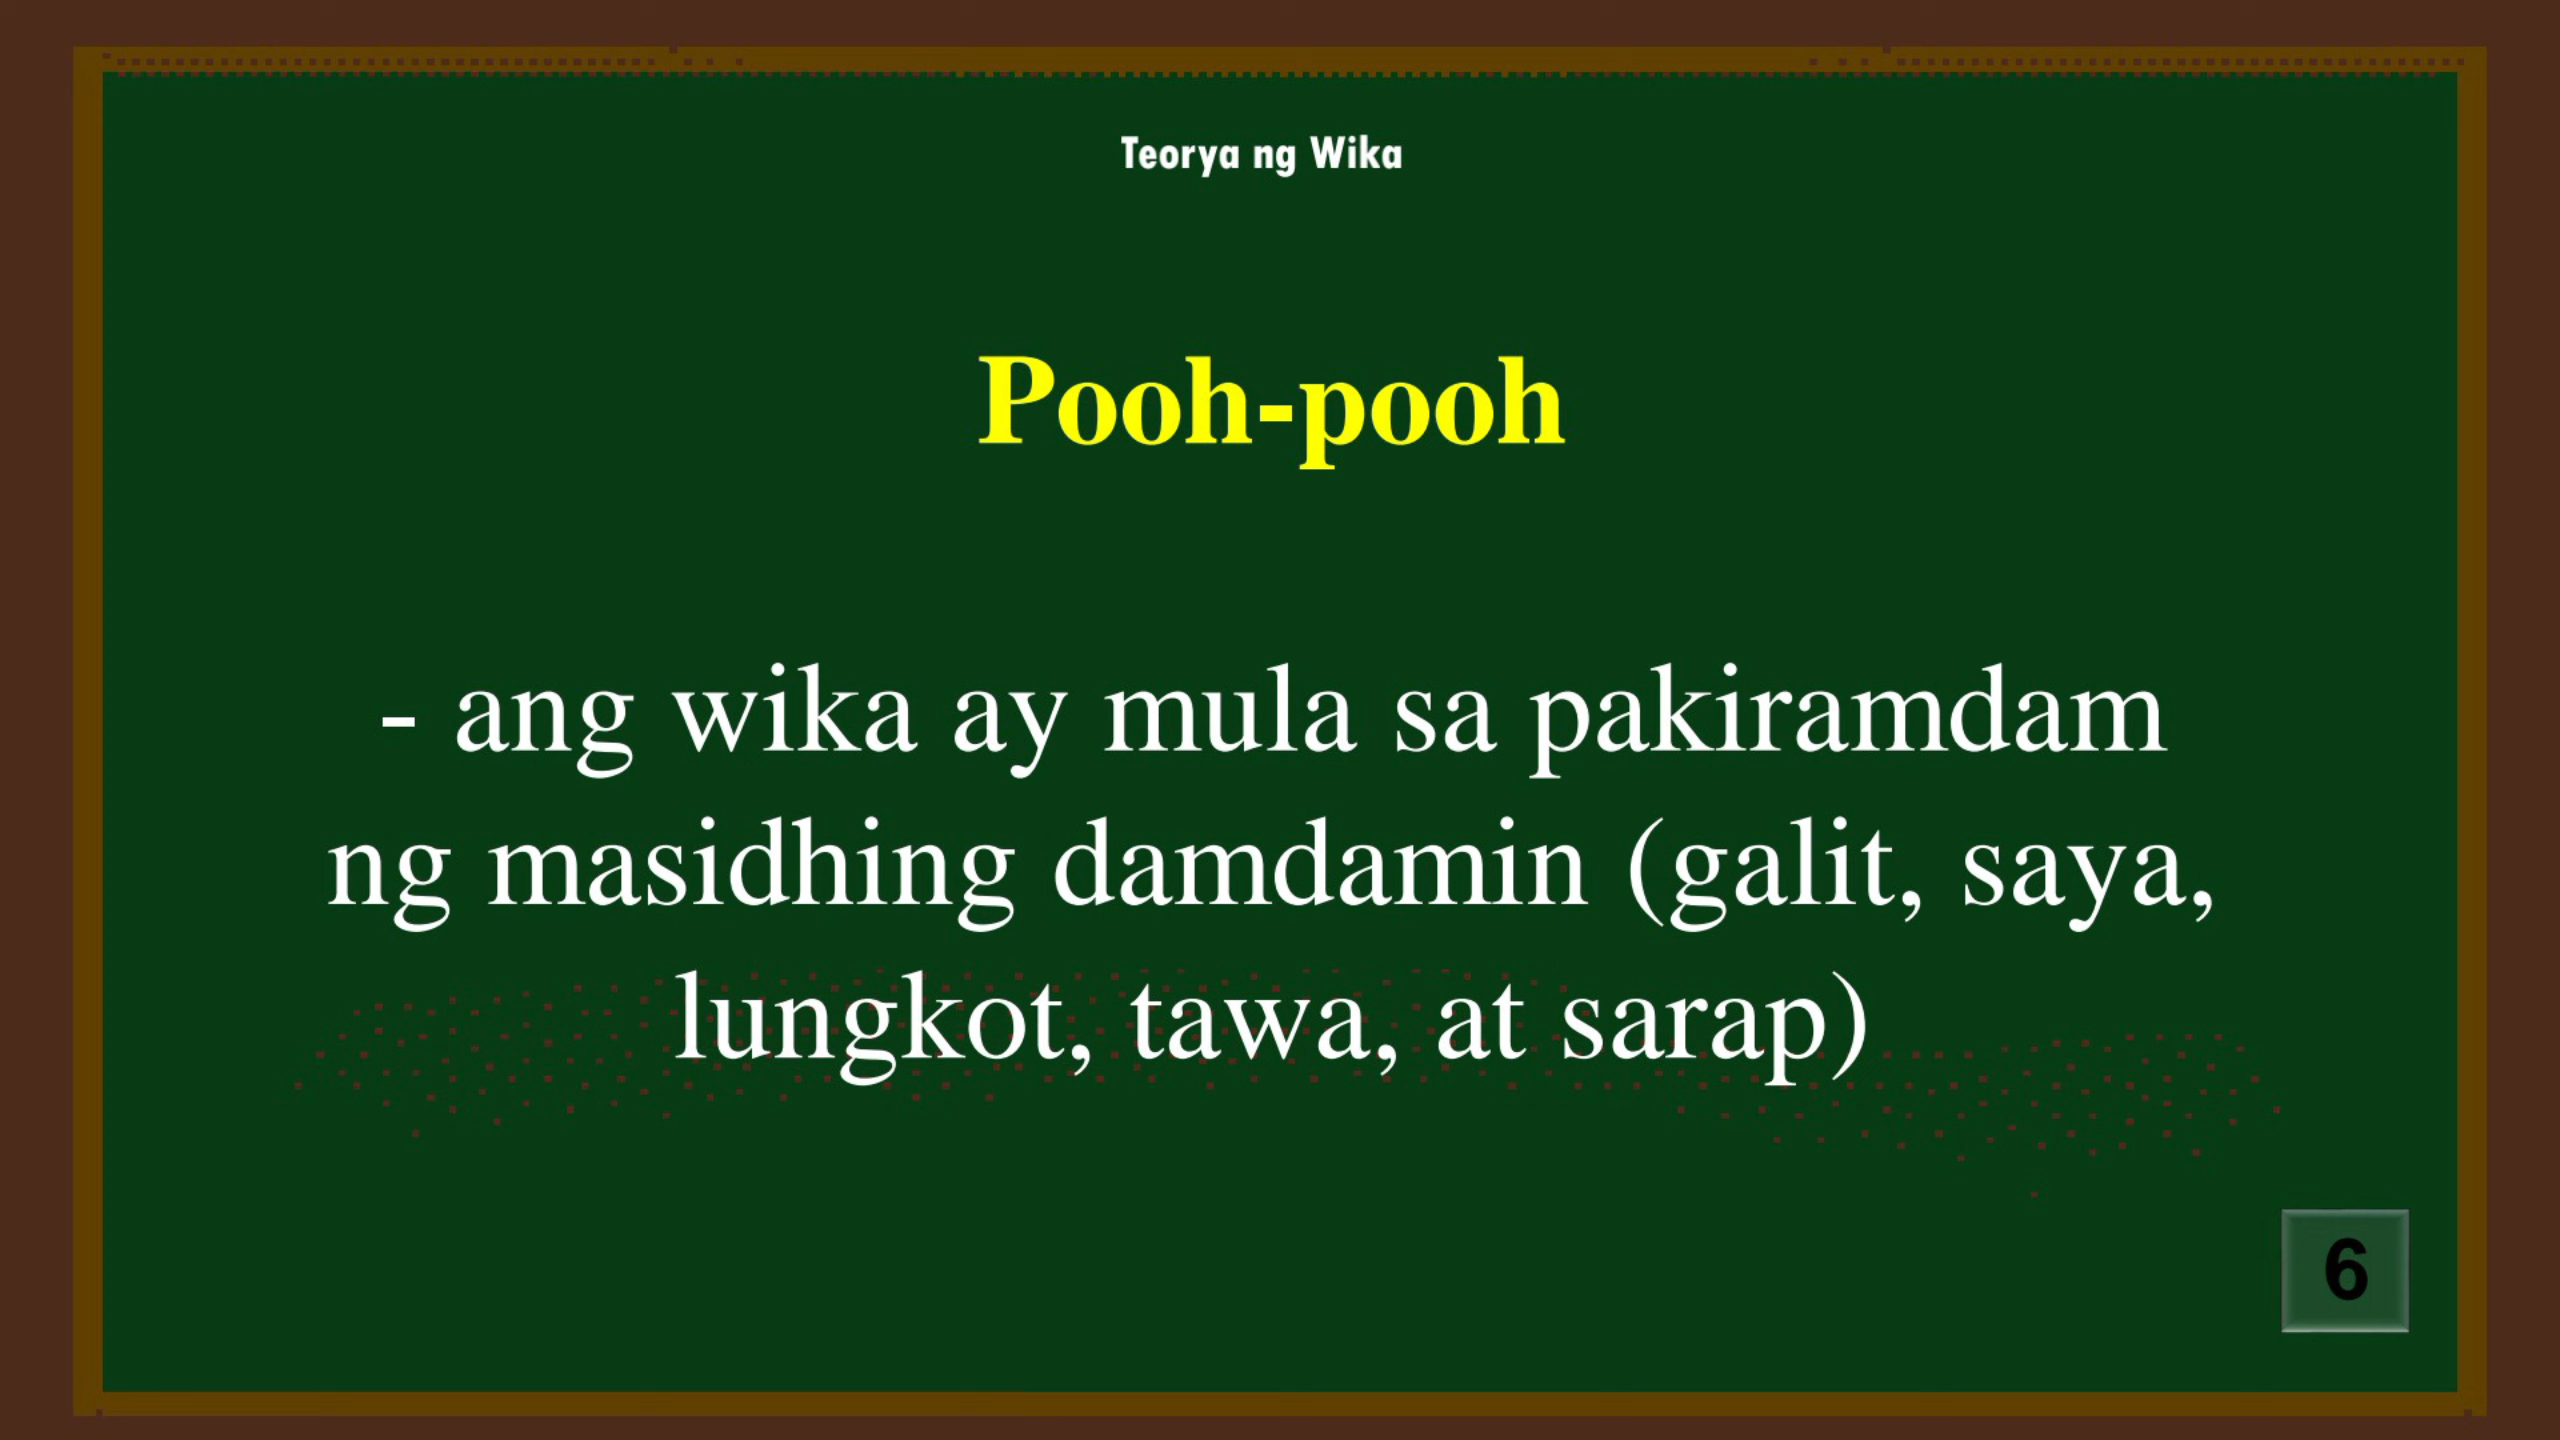 Teorya ng Wika
Pooh-pooh
- ang wika ay mula sa pakiramdam
ng masidhing damdamin (galit, saya,
lungkot, tawa, at sarap)
6